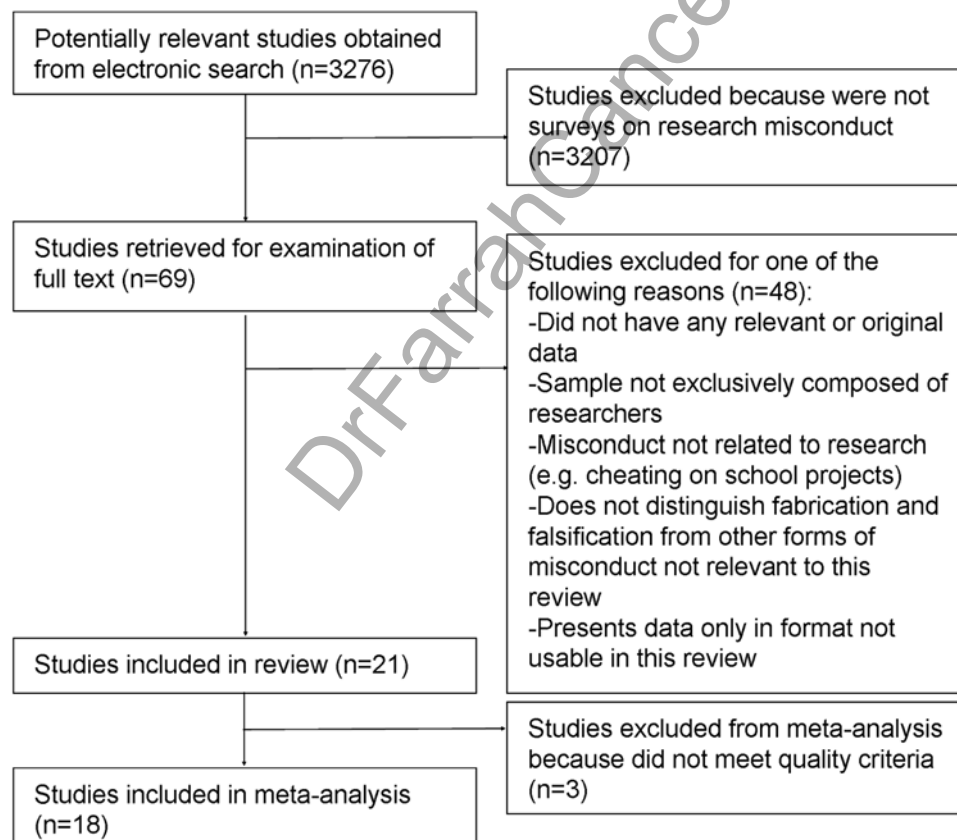 Potentially relevant studies obtained
from electronic search (n=3276)
Studies excluded because were not
surveys on research misconduct
(n=3207)
Studies retrieved for examination of
full text (n=69)
Studies excluded for one of the
following reasons (n=48):
-Did not have any relevant or original
data
-Sample not exclusively composed of
researchers
-Misconduct not related to research
(e.g. cheating on school projects)
-Does not distinguish fabrication and
falsification from other forms of
misconduct not relevant to this
review
-Presents data only in format not
usable in this review
Studies included in review (n=21)
Studies excluded from meta-analysis
because did not meet quality criteria
(n=3)
Studies included in meta-analysis
(n=18)
DrFarrahCance